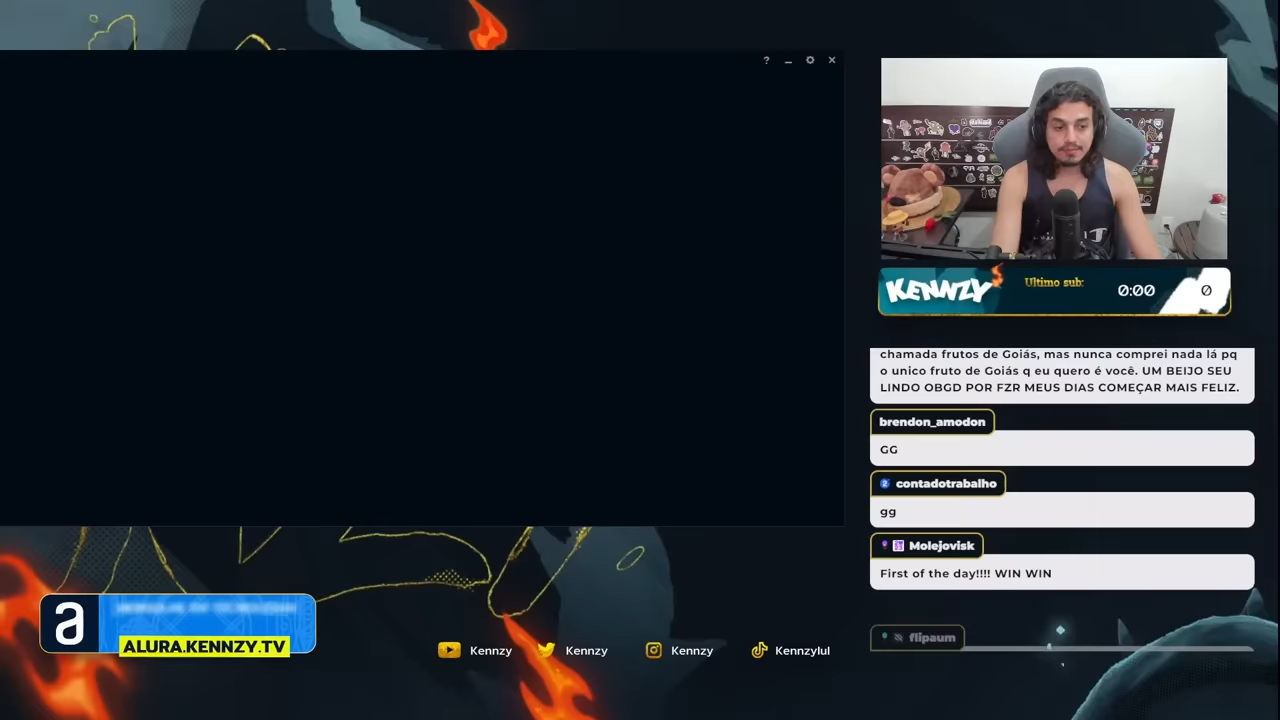 ?
KENNZY
Ultimo sub:
0:00
0
chamada frutos de Goiás, mas nunca comprei nada lá pq
o unico fruto de Goiás q eu quero é você. UM BEIJO SEU
LINDO OBGD POR FZR MEUS DIAS COMEÇAR MAIS FELIZ.
brendon_amodon
GG
2 contadotrabalho
gg
Molejovisk
First of the day!!!! WIN WIN
flipaum
a
ALURA.KENNZY.TV
Kennzy
Kennzy
Kennzy
Kennzylul